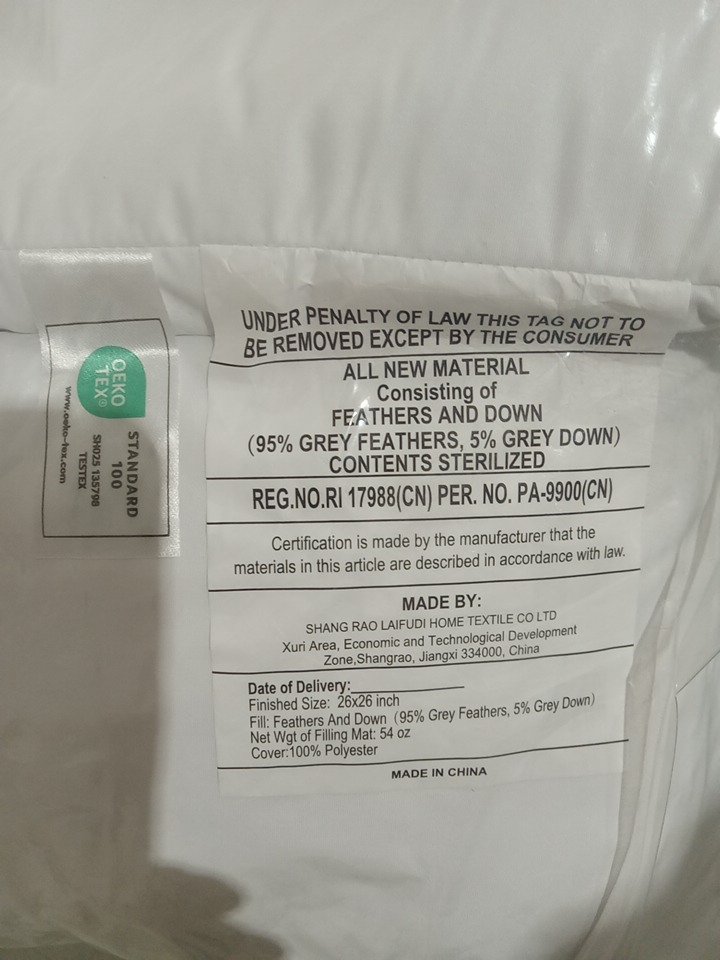 UNDER PENALTY OF LAW THIS TAG NOT TO
BE REMOVED EXCEPT BY THE CONSUMER
ALL NEW MATERIAL
Consisting of
FEATHERS AND DOWN
(95% GREY FEATHERS, 5% GREY DOWN)
CONTENTS STERILIZED
REG.NO.RI 17988(CN) PER. NO. PA-9900(CN)
Certification is made by the manufacturer that the
materials in this article are described in accordance with law.
MADE BY:
SHANG RAO LAIFUDI HOME TEXTILE CO LTD
Xuri Area, Economic and Technological Development
Zone,Shangrao, Jiangxi 334000, China
Date of Delivery:
Finished Size: 26x26 inch
Fill: Feathers And Down (95% Grey Feathers, 5% Grey Down)
Net Wgt of Filling Mat: 54 oz
Cover:100% Polyester
MADE IN CHINA
OEKO
TEX®
STANDARD
100
SH025 135798
TESTEX
www.oeko-tex.com